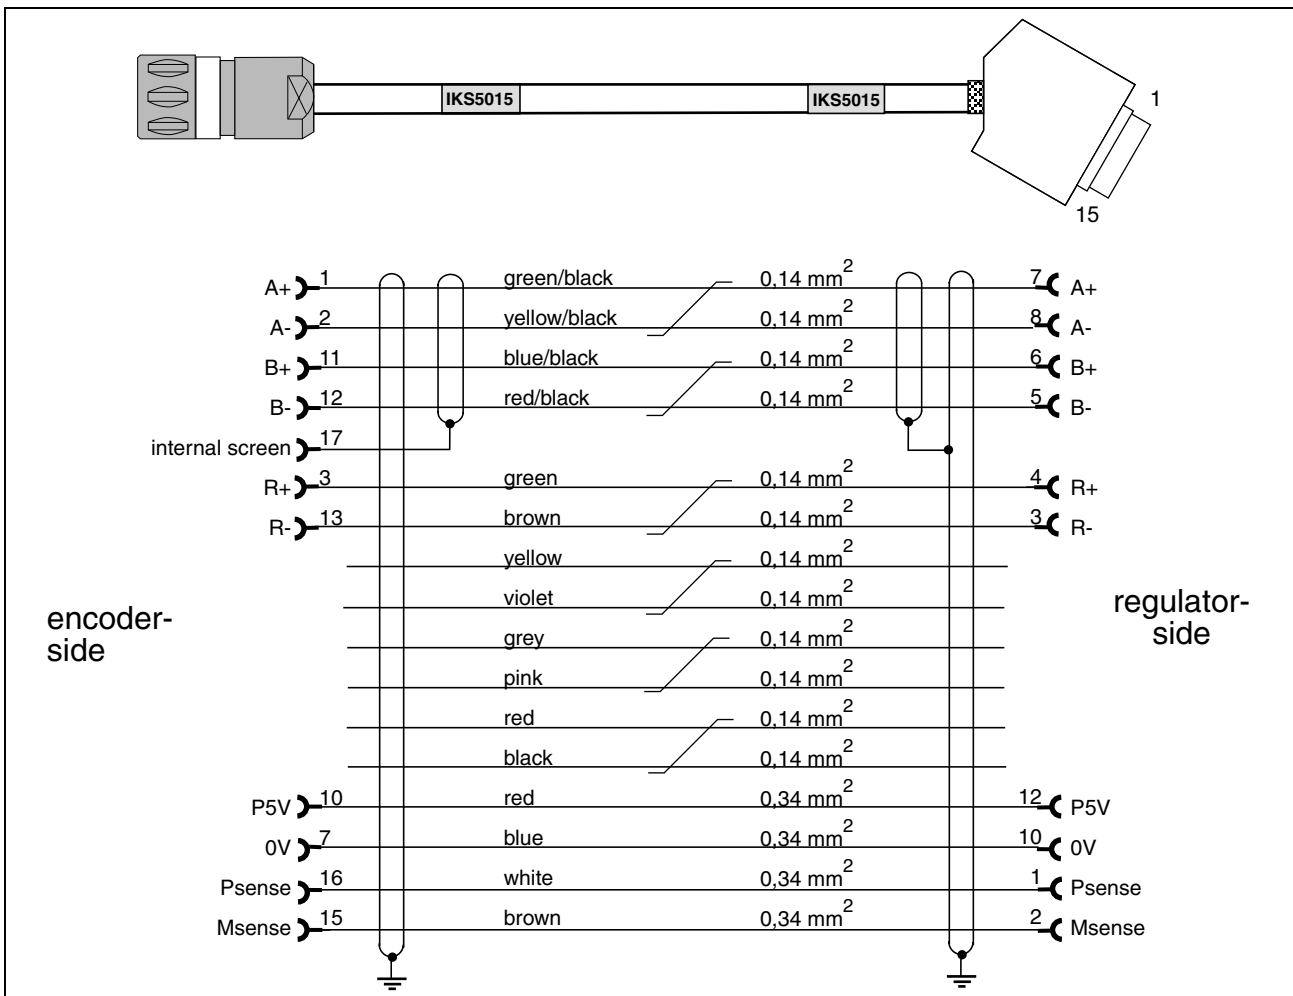 IKS5015 IKS5015
1
15
A+ 1 green/black 0,14 mm² 7 A+
A- 2 yellow/black 0,14 mm² 8 A-
B+ 11 blue/black 0,14 mm² 6 B+
B- 12 red/black 0,14 mm² 5 B-
internal screen 17
R+ 3 green 0,14 mm² 4 R+
R- 13 brown 0,14 mm² 3 R-
yellow 0,14 mm²
violet 0,14 mm²
encoder-
side
regulator-
side
grey 0,14 mm²
pink 0,14 mm²
red 0,14 mm²
black 0,14 mm²
P5V 10 red 0,34 mm² 12 P5V
0V 7 blue 0,34 mm² 10 0V
Psense 16 white 0,34 mm² 1 Psense
Msense 15 brown 0,34 mm² 2 Msense